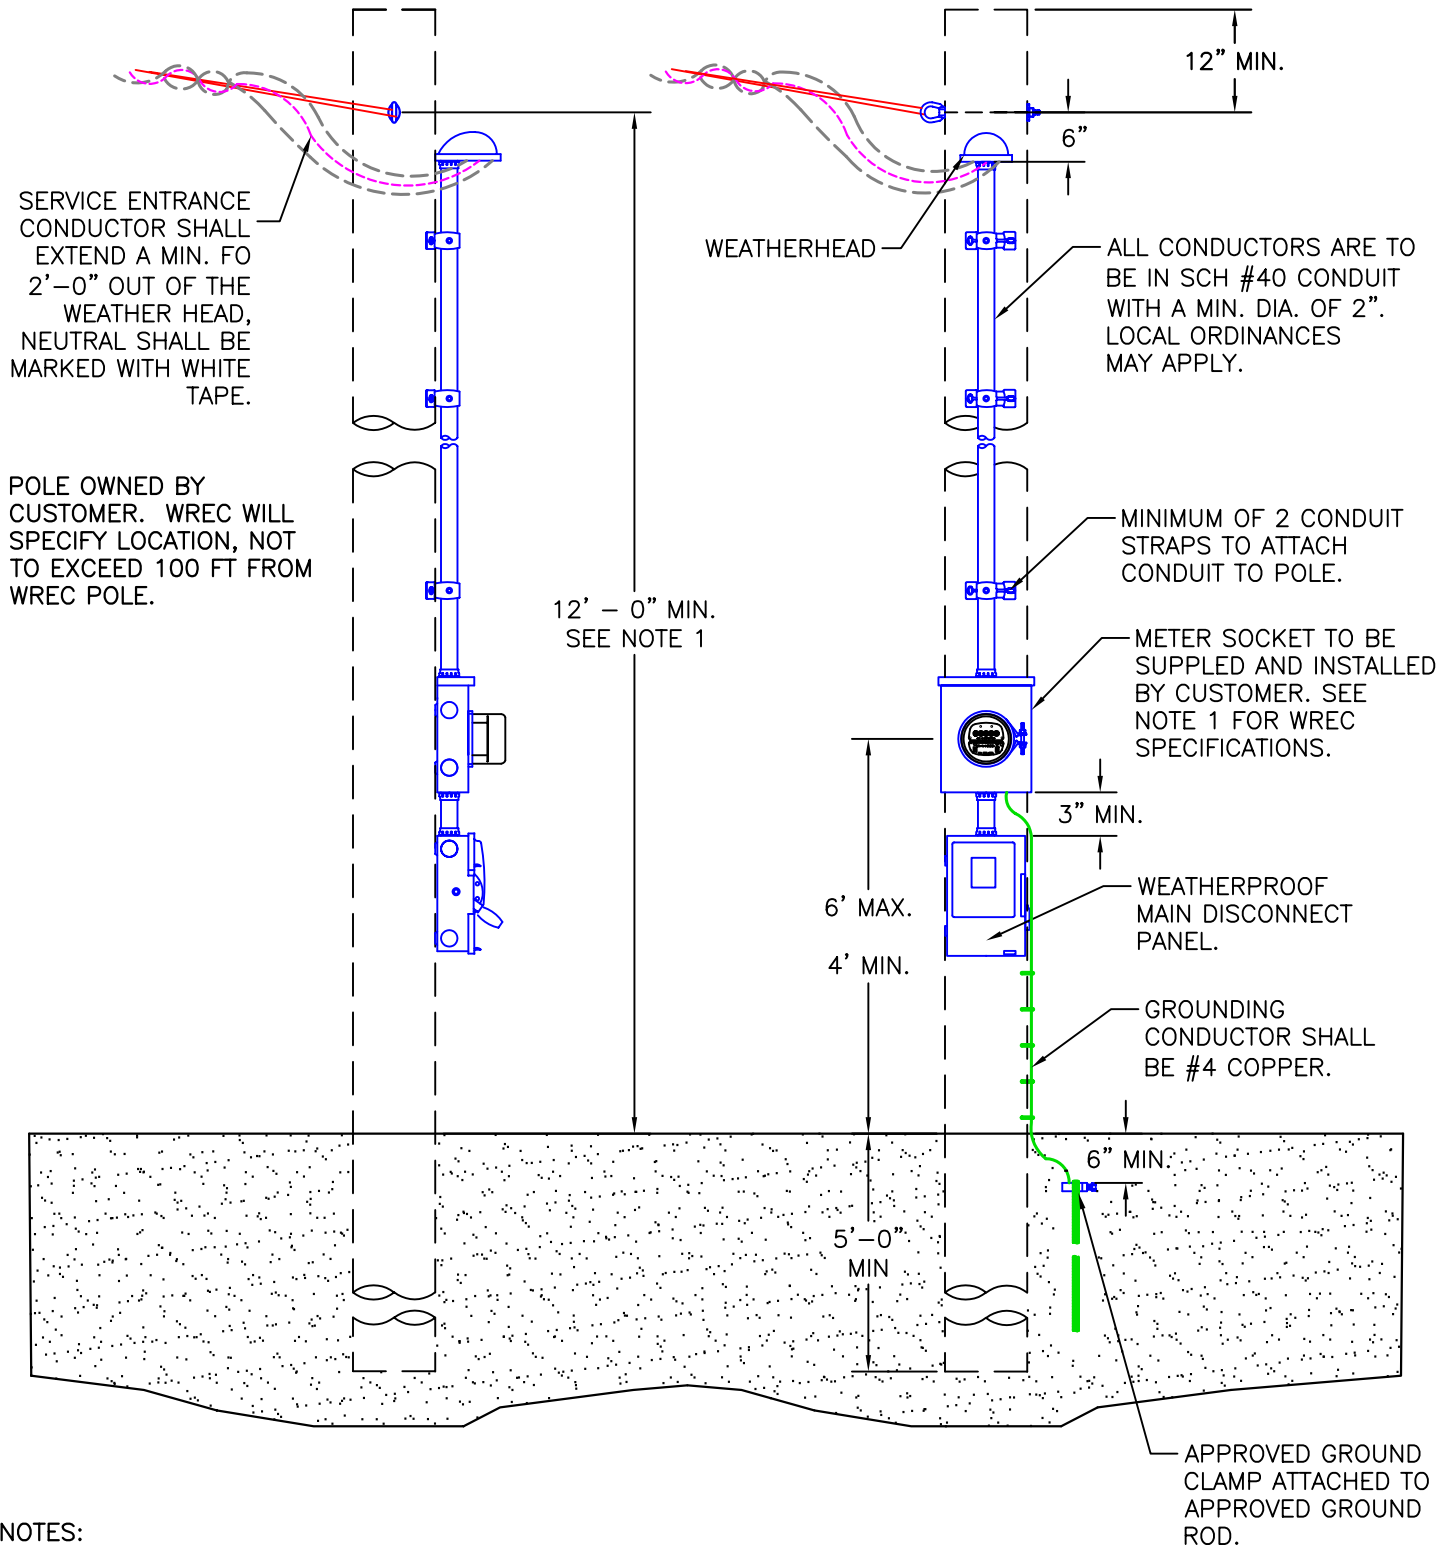 12” MIN.
6”
SERVICE ENTRANCE
CONDUCTOR SHALL
EXTEND A MIN. FO
2’-0” OUT OF THE
WEATHER HEAD,
NEUTRAL SHALL BE
MARKED WITH WHITE
TAPE.
WEATHERHEAD
ALL CONDUCTORS ARE TO
BE IN SCH #40 CONDUIT
WITH A MIN. DIA. OF 2”.
LOCAL ORDINANCES
MAY APPLY.
POLE OWNED BY
CUSTOMER. WREC WILL
SPECIFY LOCATION, NOT
TO EXCEED 100 FT FROM
WREC POLE.
MINIMUM OF 2 CONDUIT
STRAPS TO ATTACH
CONDUIT TO POLE.
12’ - 0” MIN.
SEE NOTE 1
METER SOCKET TO BE
SUPPLED AND INSTALLED
BY CUSTOMER. SEE
NOTE 1 FOR WREC
SPECIFICATIONS.
3” MIN.
6’ MAX.
4’ MIN.
WEATHERPROOF
MAIN DISCONNECT
PANEL.
GROUNDING
CONDUCTOR SHALL
BE #4 COPPER.
6” MIN.
5’-0”
MIN
APPROVED GROUND
CLAMP ATTACHED TO
APPROVED GROUND
ROD.
NOTES: